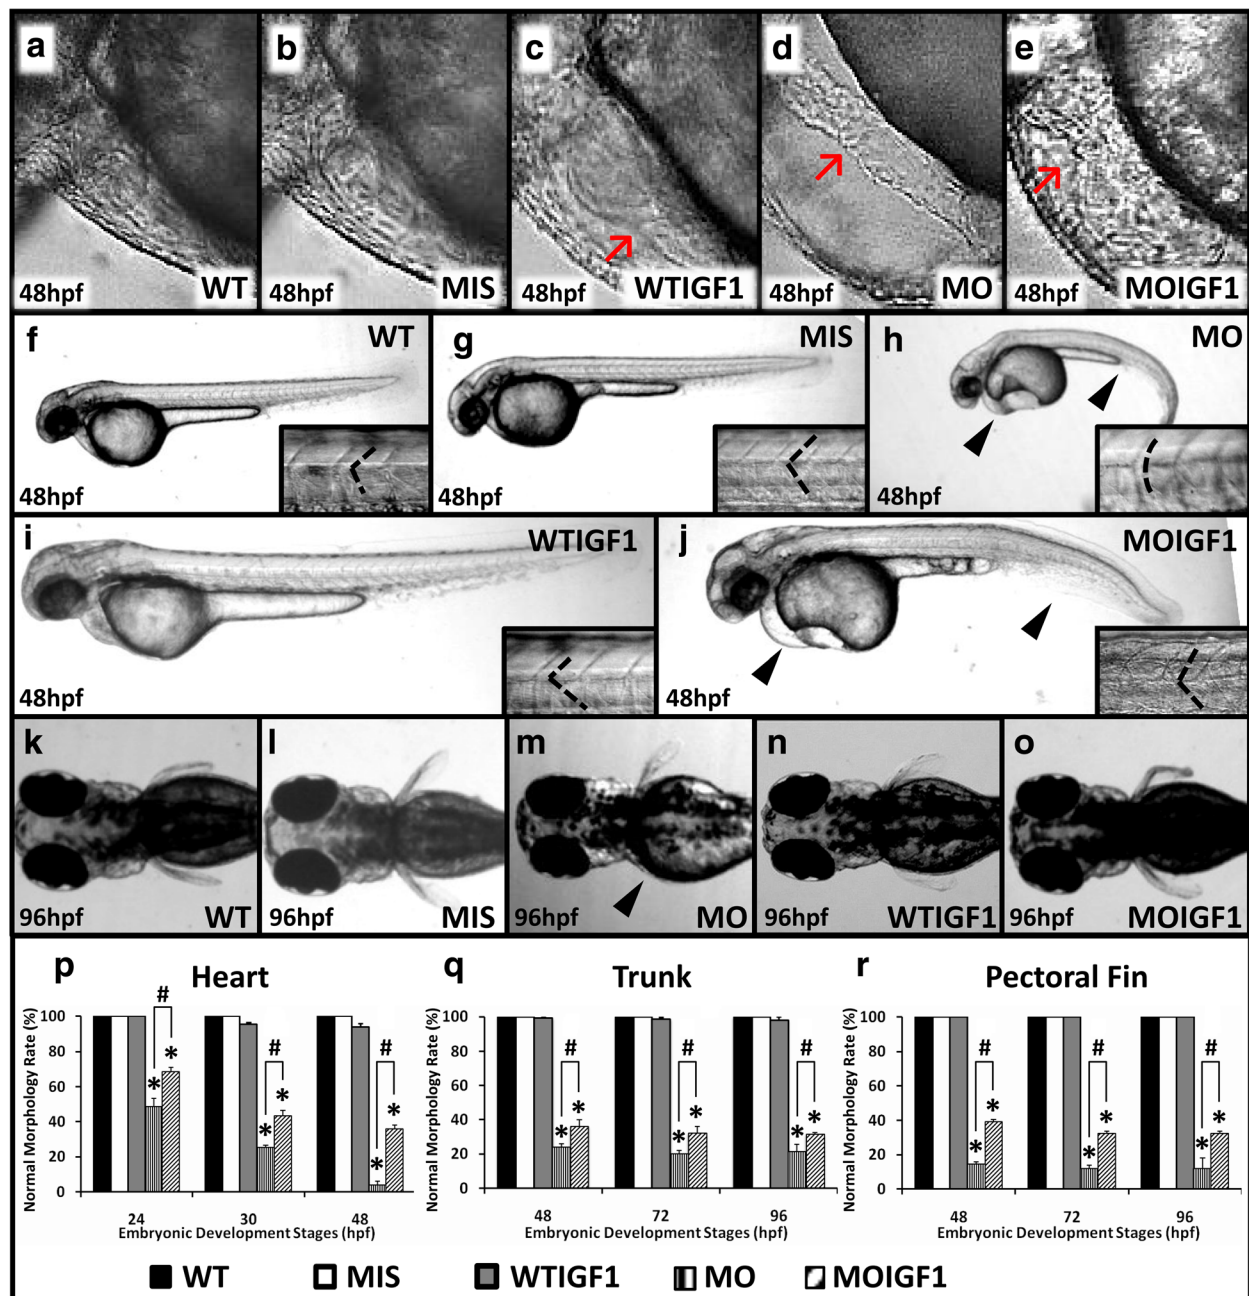 a b c d e
48hpf WT 48hpf MIS 48hpf WTIGF1 48hpf MO 48hpf MOIGF1
f WT g MIS h MO
48hpf 48hpf 48hpf
i WTIGF1 j MOIGF1
48hpf 48hpf
k l m n o
96hpf WT 96hpf MIS 96hpf MO 96hpf WTIGF1 96hpf MOIGF1
p Heart
Normal Morphology Rate (%)
100
80
60
40
20
0
# # #
* * * * * *
24 30 48
Embryonic Development Stages (hpf)
q Trunk
Normal Morphology Rate (%)
100
80
60
40
20
0
# # #
* * * * * *
48 72 96
Embryonic Development Stages (hpf)
r Pectoral Fin
Normal Morphology Rate (%)
100
80
60
40
20
0
# # #
* * * * * *
48 72 96
Embryonic Development Stages (hpf)
WT MIS WTIGF1 MO MOIGF1